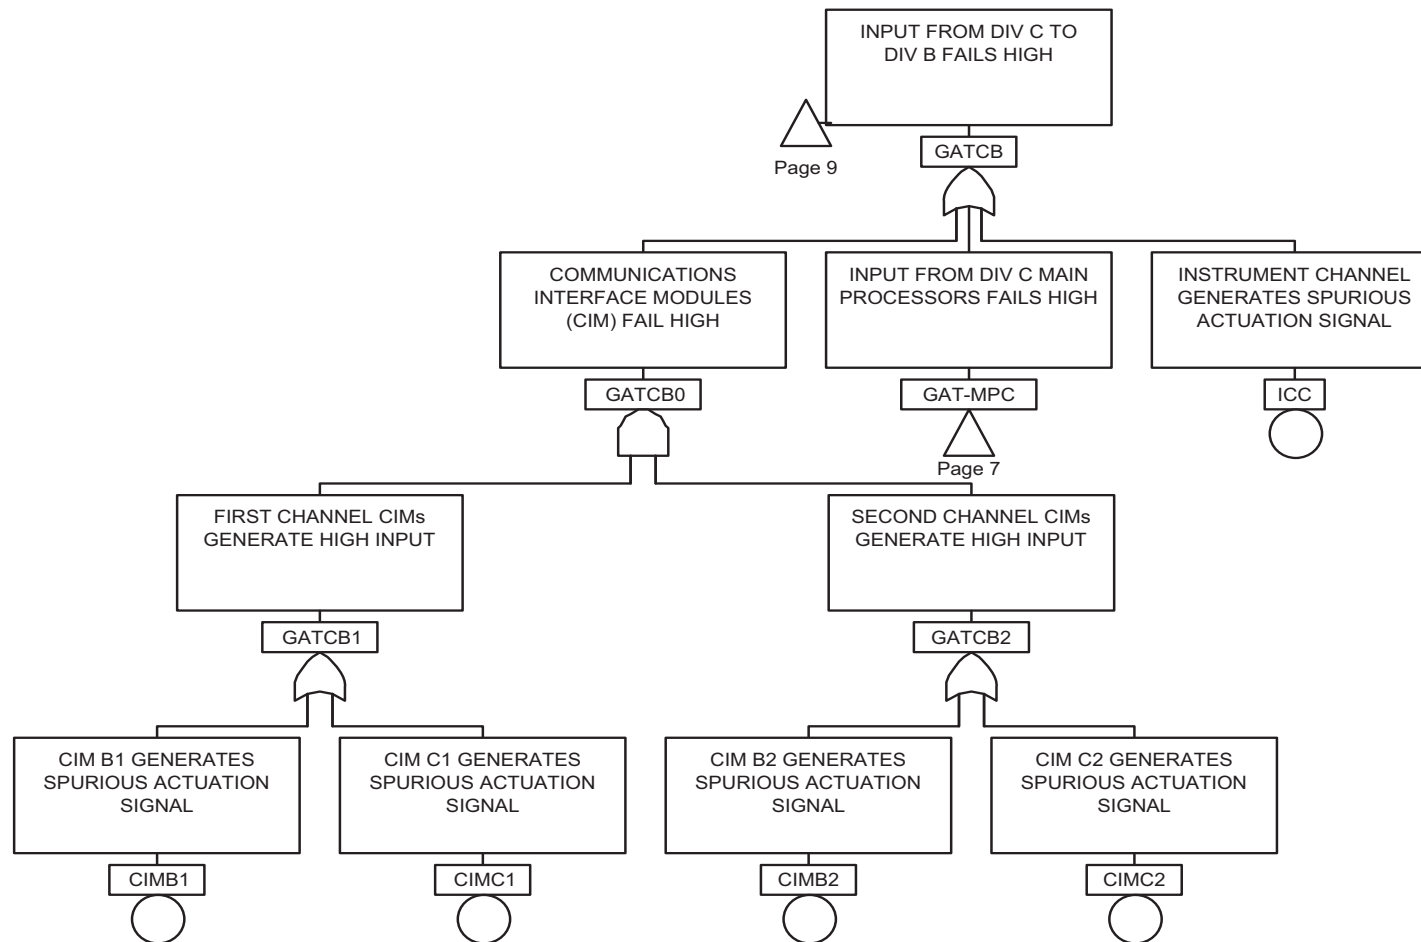 INPUT FROM DIV C TO
DIV B FAILS HIGH
Page 9
GATCB
COMMUNICATIONS
INTERFACE MODULES
(CIM) FAIL HIGH
INPUT FROM DIV C MAIN
PROCESSORS FAILS HIGH
INSTRUMENT CHANNEL
GENERATES SPURIOUS
ACTUATION SIGNAL
GATCB0
GAT-MPC
ICC
Page 7
FIRST CHANNEL CIMs
GENERATE HIGH INPUT
SECOND CHANNEL CIMs
GENERATE HIGH INPUT
GATCB1
GATCB2
CIM B1 GENERATES
SPURIOUS ACTUATION
SIGNAL
CIM C1 GENERATES
SPURIOUS ACTUATION
SIGNAL
CIM B2 GENERATES
SPURIOUS ACTUATION
SIGNAL
CIM C2 GENERATES
SPURIOUS ACTUATION
SIGNAL
CIMB1
CIMC1
CIMB2
CIMC2